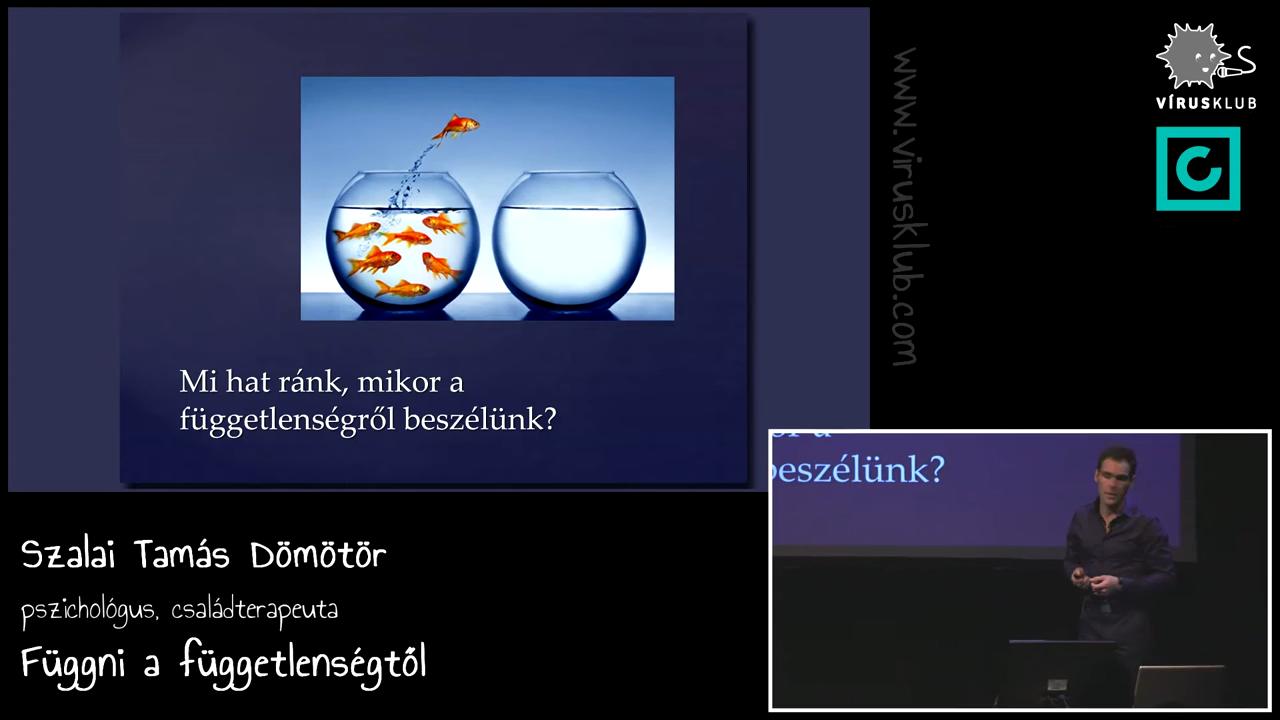 Mi hat ránk, mikor a
függetlenségről beszélünk?
www.virusklub.com
VÍRUSKLUB
beszélünk?
Szalai Tamás Dömötör
pszichológus, családterapeuta
Függni a függetlenségtől